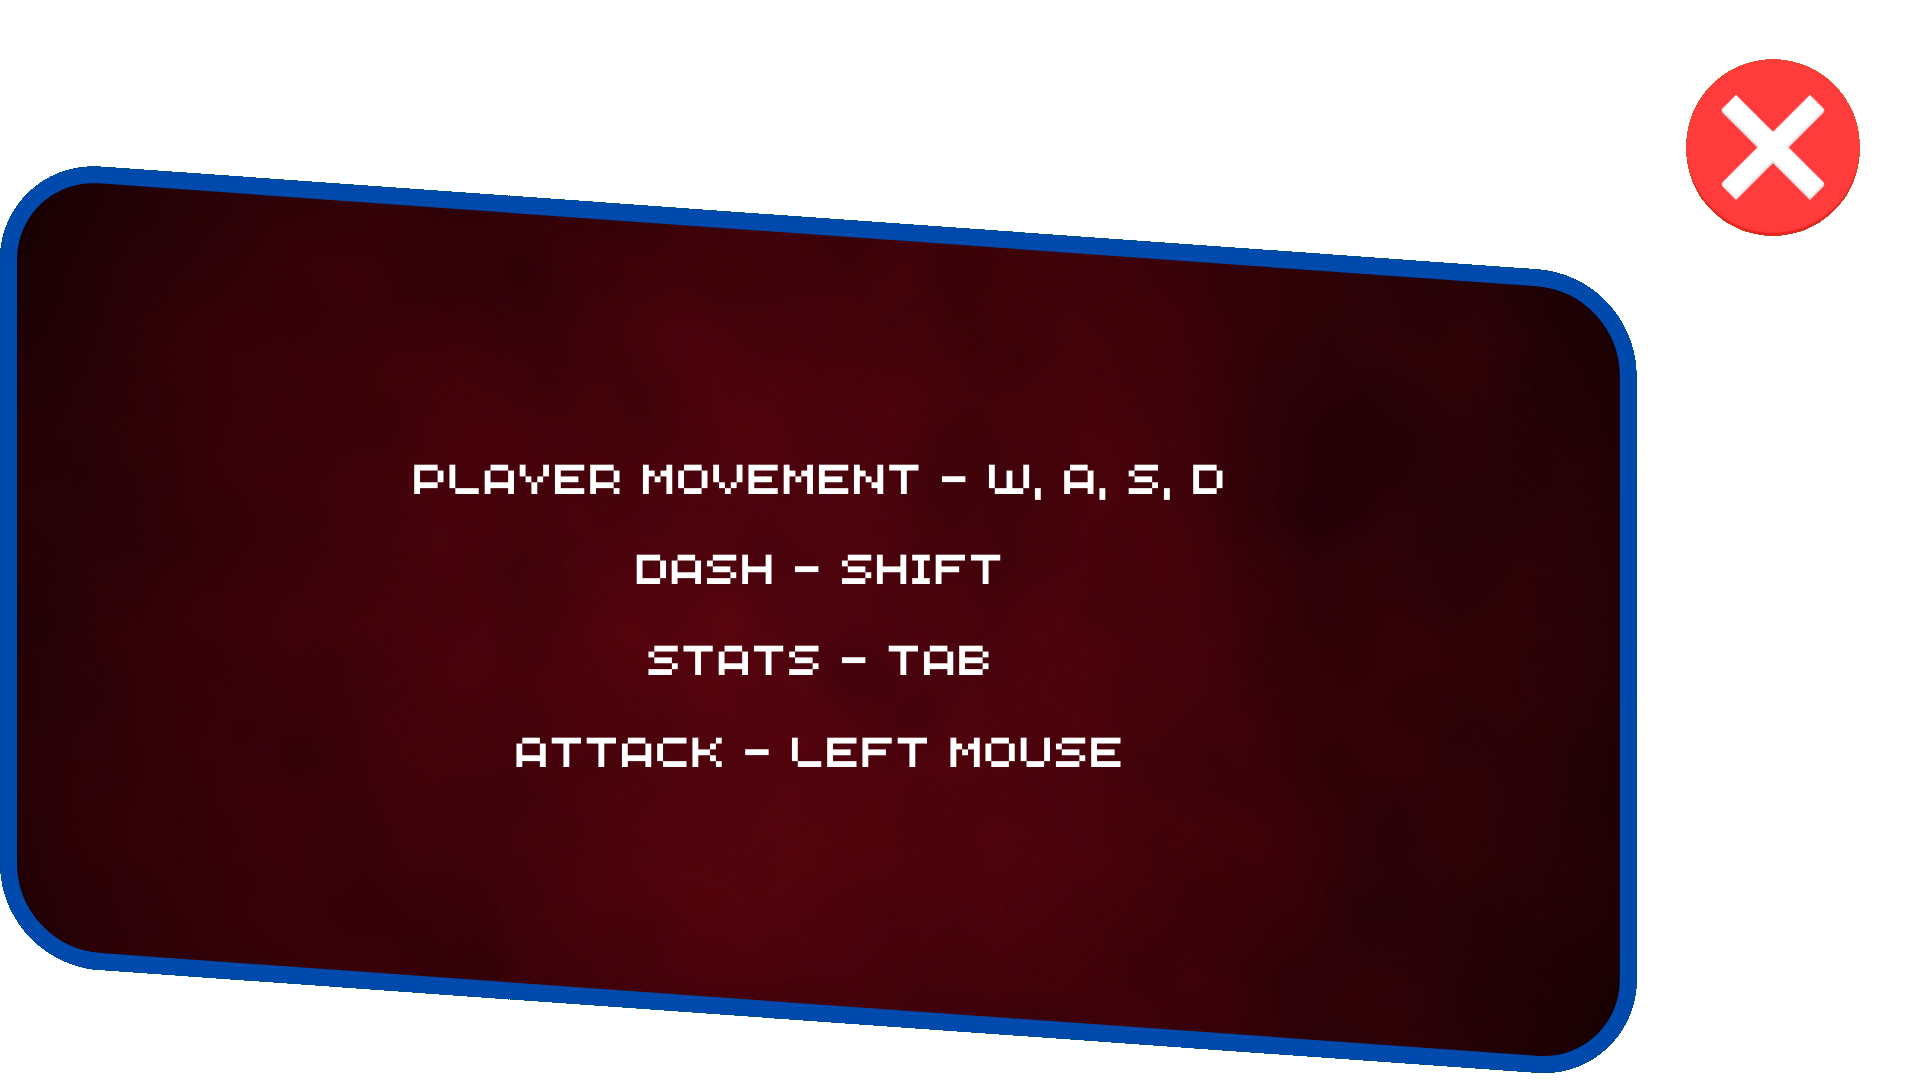 PLAYER MOVEMENT - W, A, S, D
DASH - SHIFT
STATS - TAB
ATTACK - LEFT MOUSE